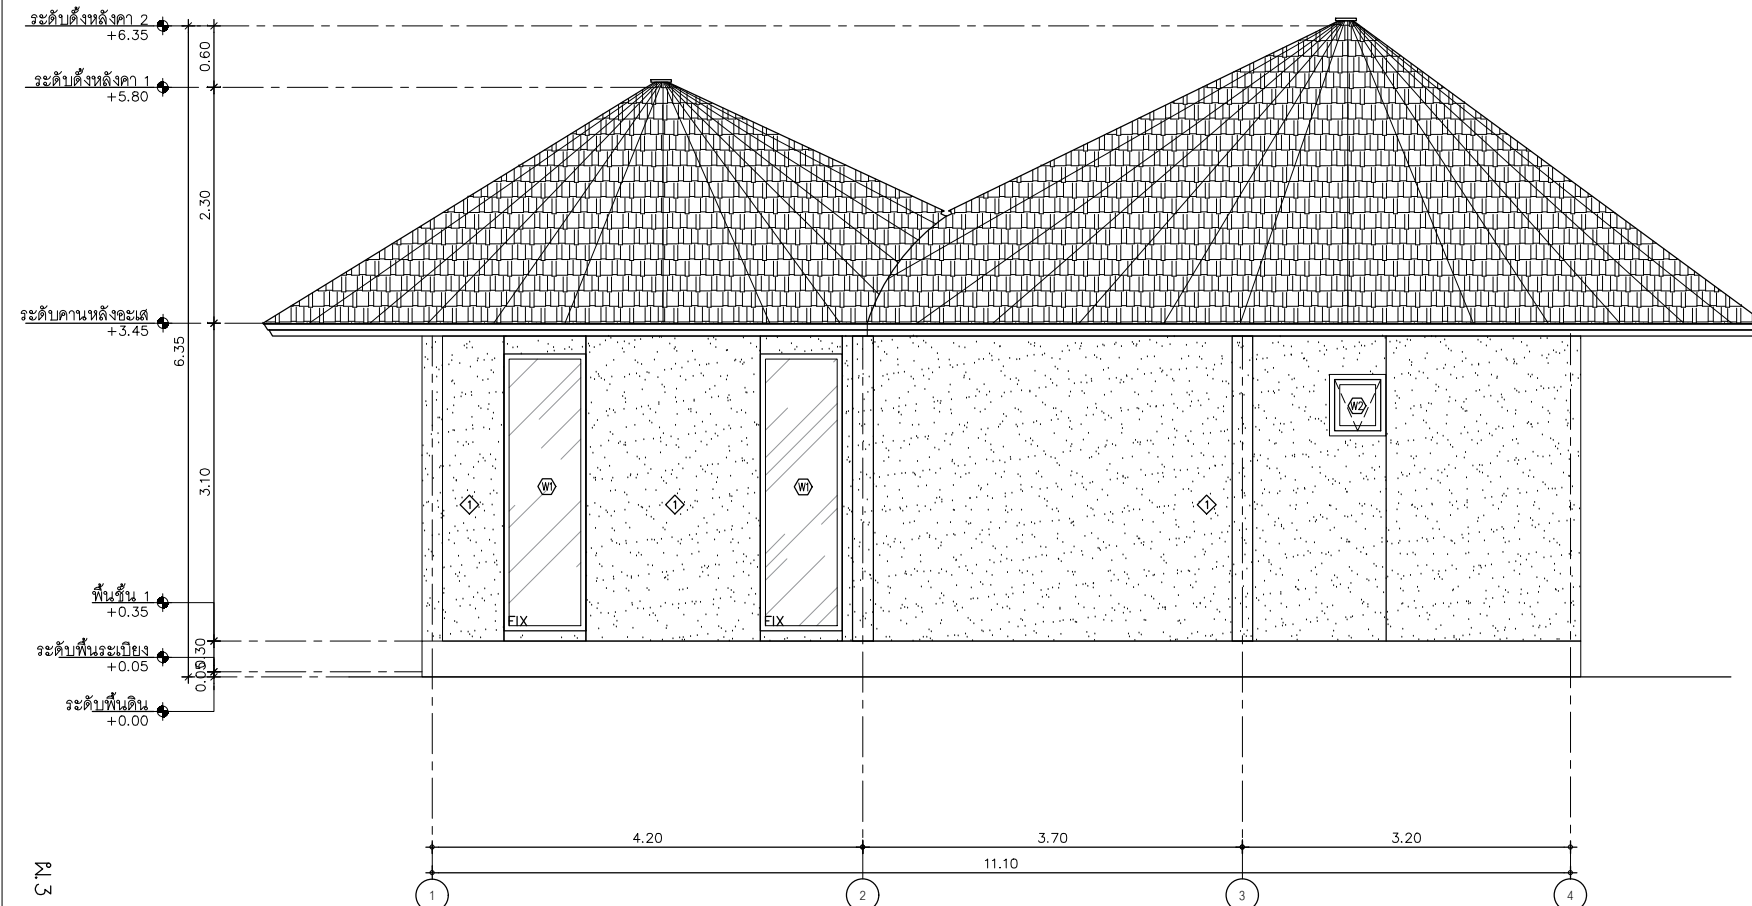 ระดับดั้งหลังคา 2
+6.35
0.60
ระดับดั้งหลังคา 1
+5.80
2.30
ระดับคานหลังอะเส
+3.45
6.35
3.10
W2
W1
W1
1
1
1
พื้นชั้น 1
+0.35
FIX
FIX
0.30
ระดับพื้นระเบียง
+0.05
0.05
ระดับพื้นดิน
+0.00
4.20
3.70
3.20
11.10
ผ.3
1
2
3
4